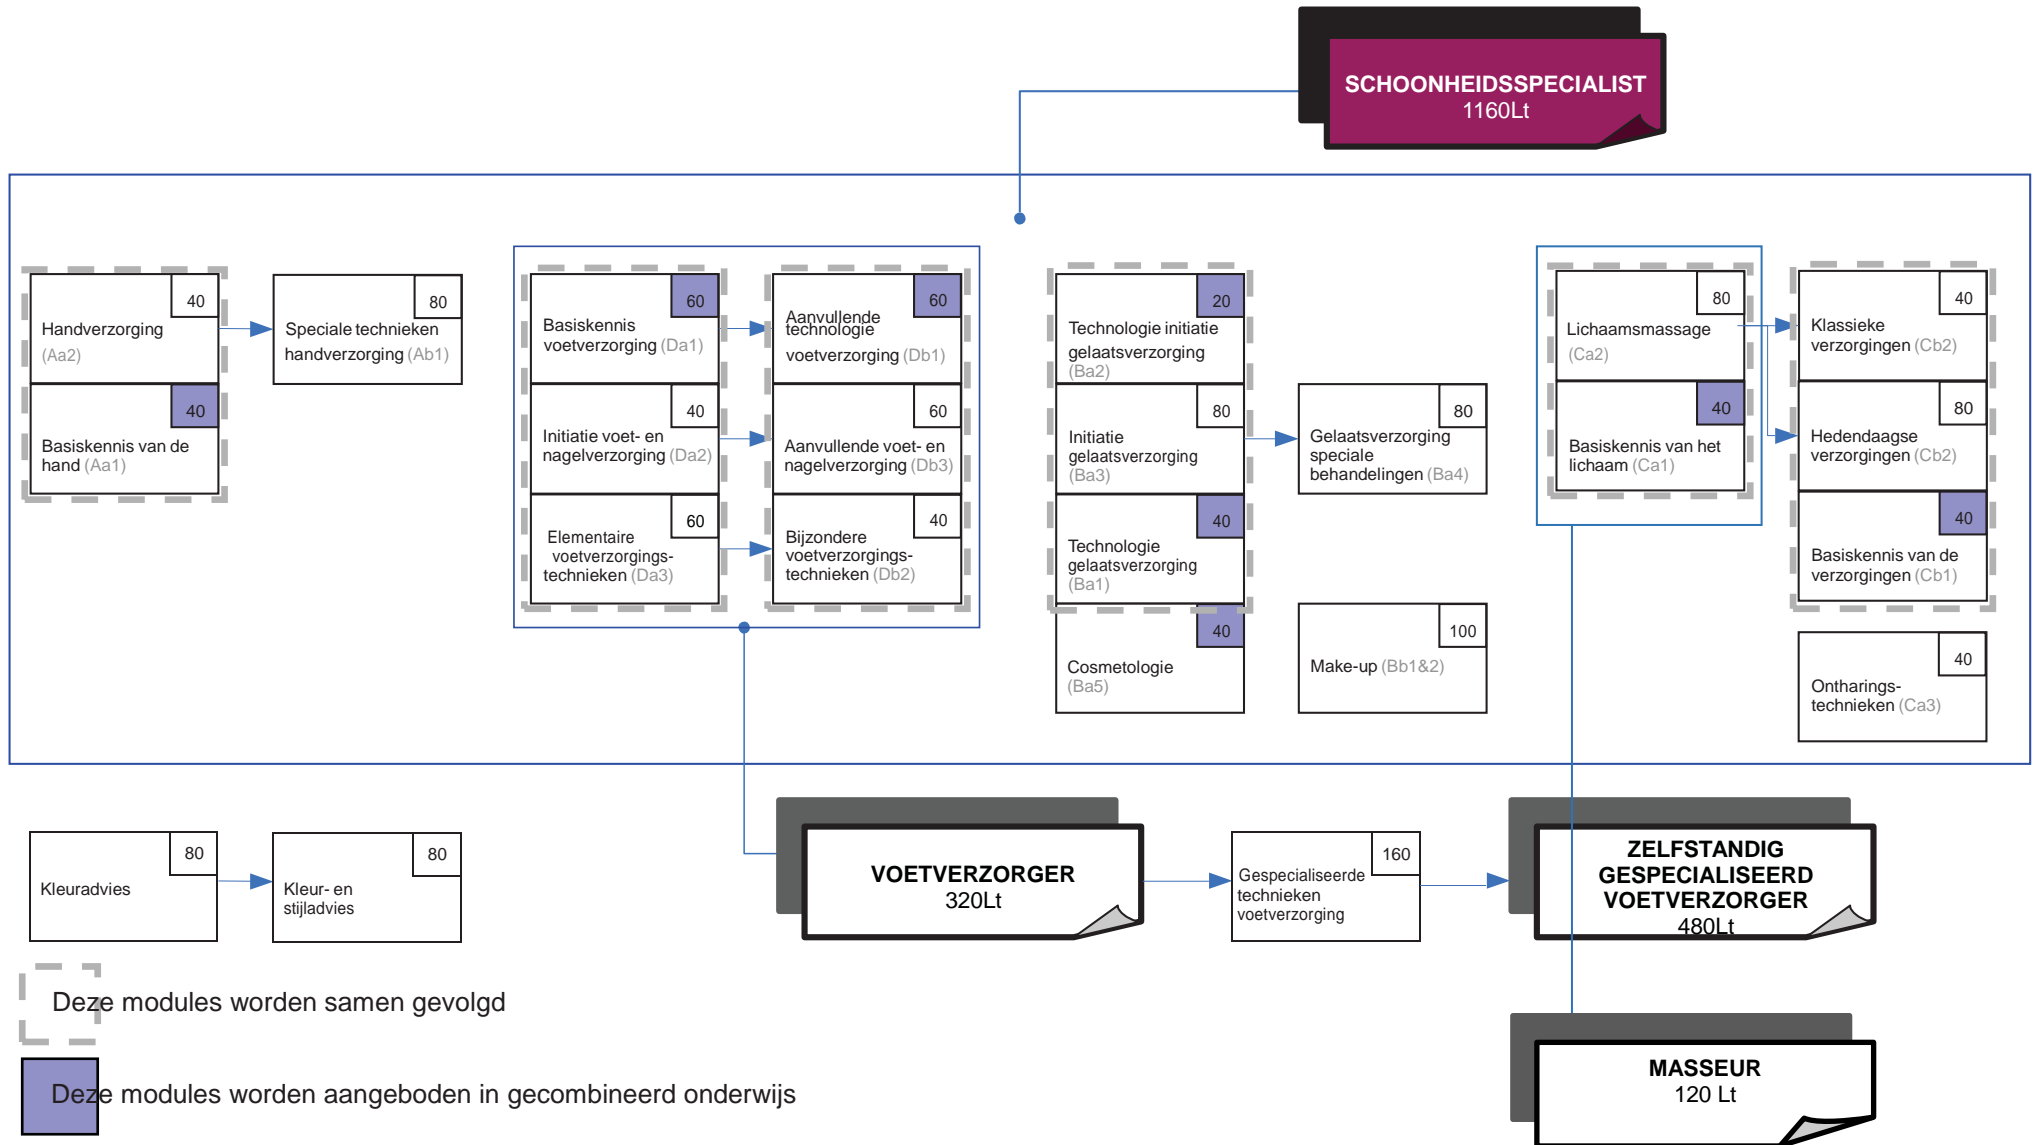 SCHOONHEIDSSPECIALIST
1160Lt
40
Handverzorging
(Aa2)
40
Basiskennis van de
hand (Aa1)
80
Speciale technieken
handverzorging (Ab1)
60
Basiskennis
voetverzorging (Da1)
40
Initiatie voet- en
nagelverzorging (Da2)
60
Elementaire
voetverzorgings-
technieken (Da3)
60
Aanvullende
technologie
voetverzorging (Db1)
60
Aanvullende voet- en
nagelverzorging (Db3)
40
Bijzondere
voetverzorgings-
technieken (Db2)
20
Technologie initiatie
gelaatsverzorging
(Ba2)
80
Initiatie
gelaatsverzorging
(Ba3)
40
Technologie
gelaatsverzorging
(Ba1)
40
Cosmetologie
(Ba5)
80
Gelaatsverzorging
speciale
behandelingen (Ba4)
100
Make-up (Bb1&2)
80
Lichaamsmassage
(Ca2)
40
Basiskennis van het
lichaam (Ca1)
40
Klassieke
verzorgingen (Cb2)
80
Hedendaagse
verzorgingen (Cb2)
40
Basiskennis van de
verzorgingen (Cb1)
40
Ontharings-
technieken (Ca3)
80
Kleuradvies
80
Kleur- en
stijladvies
VOETVERZORGER
320Lt
160
Gespecialiseerde
technieken
voetverzorging
ZELFSTANDIG
GESPECIALISEERD
VOETVERZORGER
480Lt
Deze modules worden samen gevolgd
Deze modules worden aangeboden in gecombineerd onderwijs
MASSEUR
120 Lt